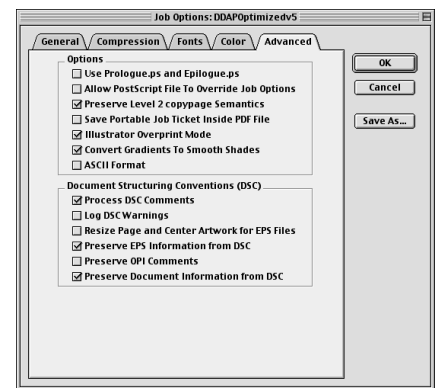 Job Options: DDAPOptimizedv5
General Compression Fonts Color Advanced
Options
Use Prologue.ps and Epilogue.ps
Allow PostScript File To Override Job Options
Preserve Level 2 copypage Semantics
Save Portable Job Ticket Inside PDF File
Illustrator Overprint Mode
Convert Gradients To Smooth Shades
ASCII Format
Document Structuring Conventions (DSC)
Process DSC Comments
Log DSC Warnings
Resize Page and Center Artwork for EPS Files
Preserve EPS Information from DSC
Preserve OPI Comments
Preserve Document Information from DSC
OK
Cancel
Save As...